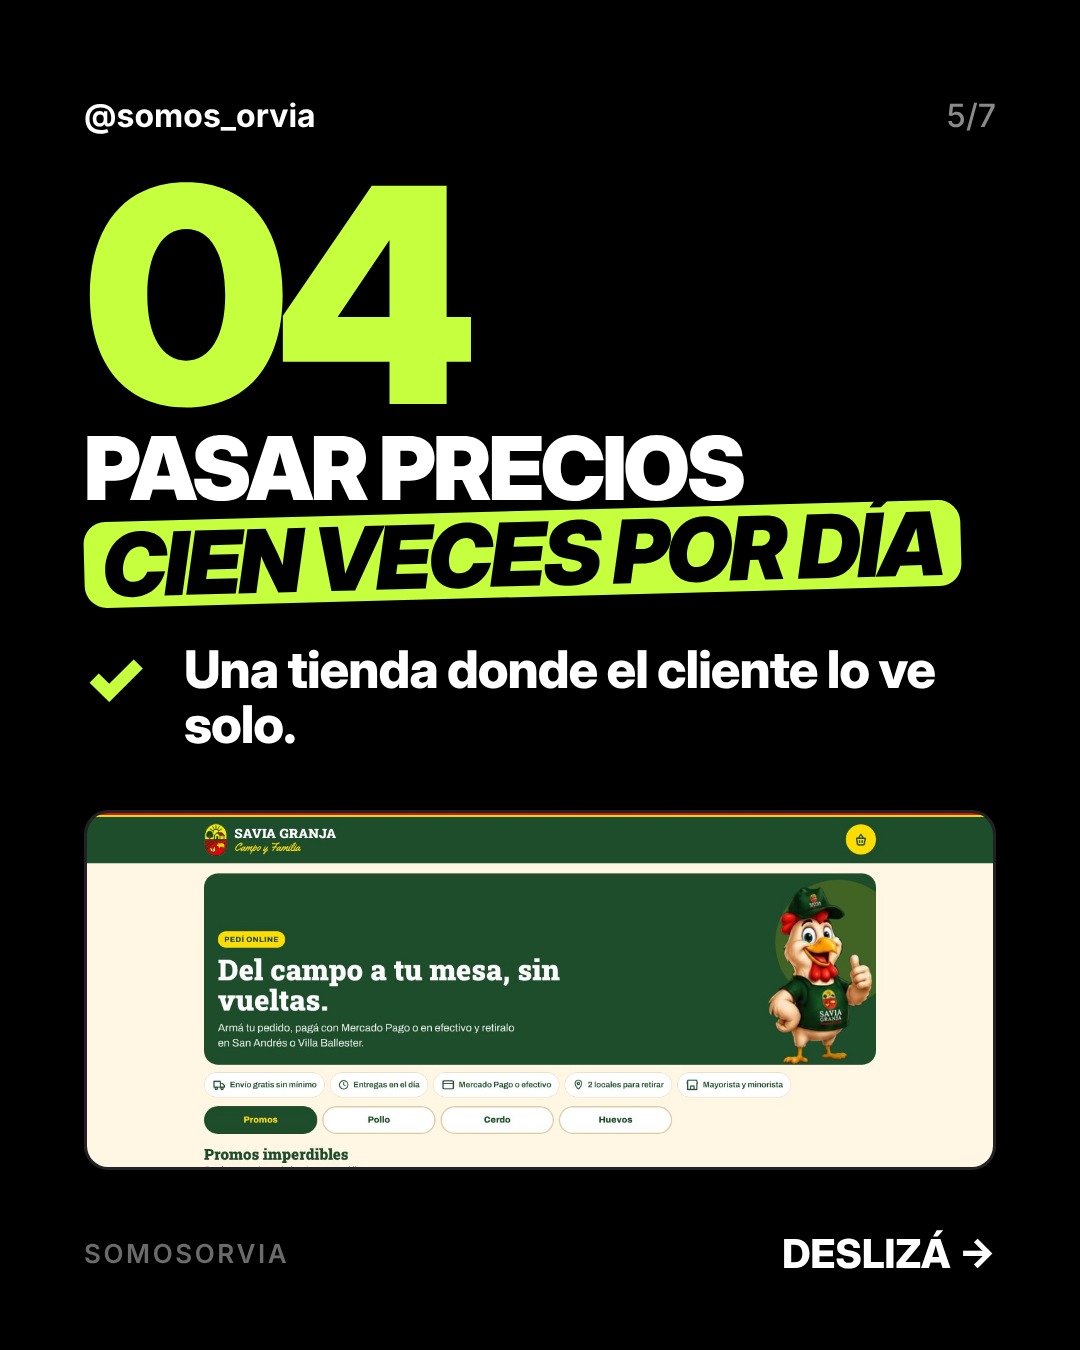 @somos_orvia
5/7
04
PASAR PRECIOS
CIEN VECES POR DÍA
Una tienda donde el cliente lo ve
solo.
SAVIA GRANJA
Campo y Familia
PEDÍ ONLINE
Del campo a tu mesa, sin
vueltas.
Armá tu pedido, pagá con Mercado Pago o en efectivo y retiralo
en San Andrés o Villa Ballester.
SAVIA
GRANJA
Envío gratis sin mínimo
Entregas en el día
Mercado Pago o efectivo
2 locales para retirar
Mayorista y minorista
Promos
Pollo
Cerdo
Huevos
Promos imperdibles
SOMOSORVIA
DESLIZÁ →